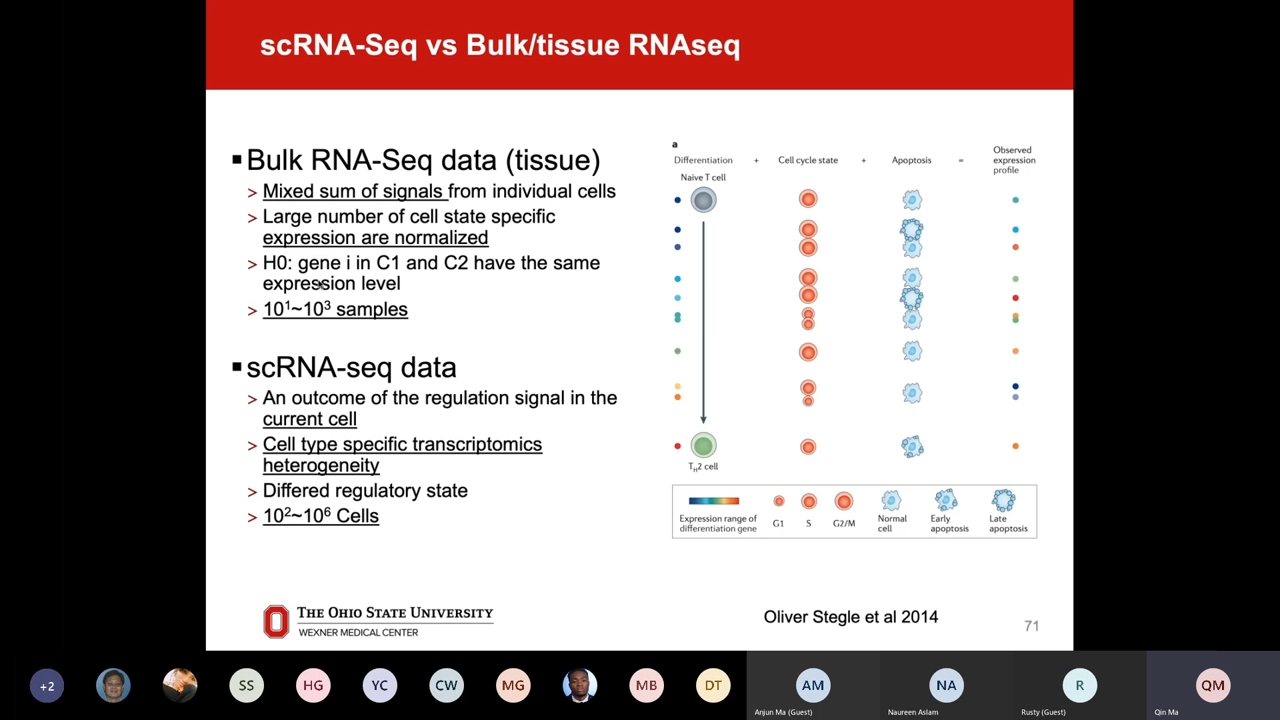 scRNA-Seq vs Bulk/tissue RNAseq
▪Bulk RNA-Seq data (tissue)
> Mixed sum of signals from individual cells
> Large number of cell state specific
expression are normalized
> H0: gene i in C1 and C2 have the same
expression level
> 10¹~10³ samples
▪scRNA-seq data
> An outcome of the regulation signal in the
current cell
> Cell type specific transcriptomics
heterogeneity
> Differed regulatory state
> 10²~10⁶ Cells
a
Differentiation + Cell cycle state + Apoptosis = Observed
expression
profile
Naive T cell
TH2 cell
Expression range of
differentiation gene
G1 S G2/M
Normal
cell
Early
apoptosis
Late
apoptosis
THE OHIO STATE UNIVERSITY
WEXNER MEDICAL CENTER
Oliver Stegle et al 2014
71
+2 SS HG YC CW MG MB DT AM NA R QM
Anjun Ma (Guest) Naureen Aslam Rusty (Guest) Qin Ma